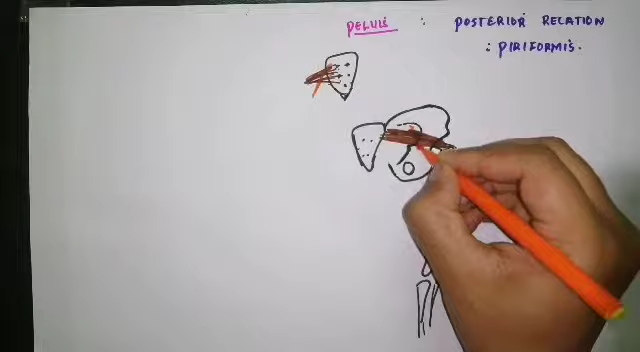 PELVIS : POSTERIOR RELATION
: PIRIFORMIS.